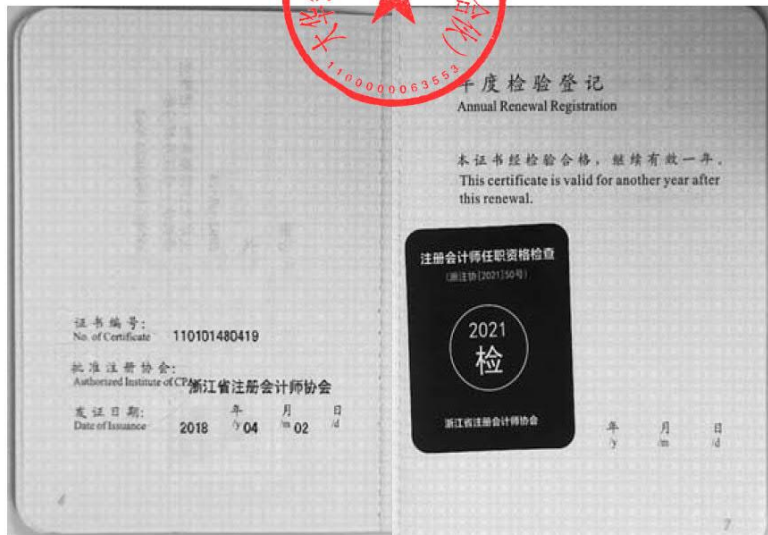 大华
合伙）
1100000063553
证书编号：
No. of Certificate
110101480419
批准注册协会：
Authorized Institute of CPAs
浙江省注册会计师协会
发证日期：
Date of Issuance
2018 年/y 04 月/m 02 日/d
6
年度检验登记
Annual Renewal Registration
本证书经检验合格，继续有效一年。
This certificate is valid for another year after
this renewal.
注册会计师任职资格检查
（浙注协[2021]50号）
2021
检
浙江省注册会计师协会
年 月 日
/y /m /d
7